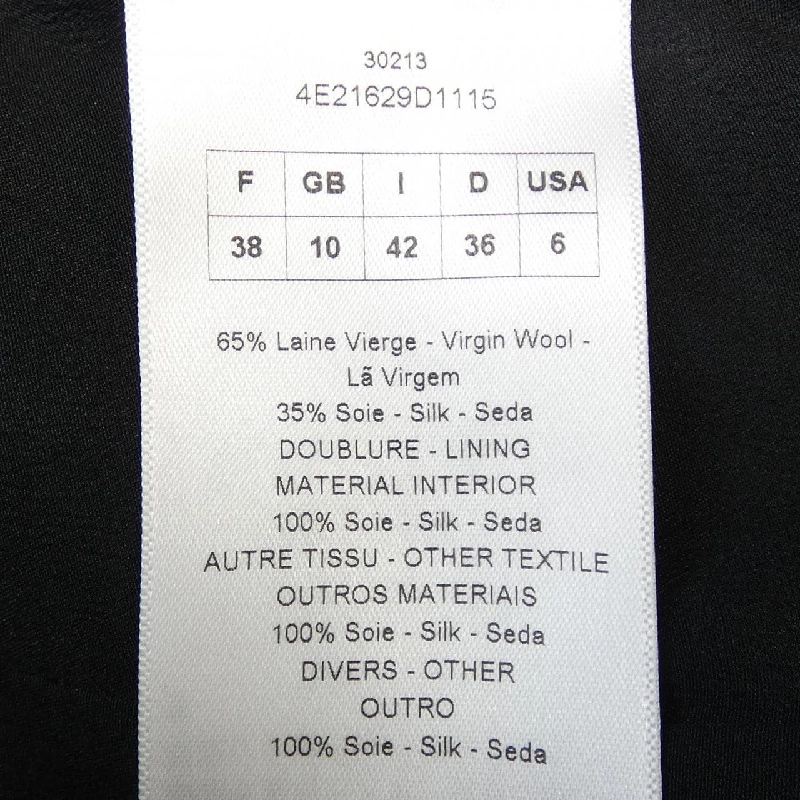 30213
4E21629D1115
F GB I D USA
38 10 42 36 6
65% Laine Vierge - Virgin Wool -
Lã Virgem
35% Soie - Silk - Seda
DOUBLURE - LINING
MATERIAL INTERIOR
100% Soie - Silk - Seda
AUTRE TISSU - OTHER TEXTILE
OUTROS MATERIAIS
100% Soie - Silk - Seda
DIVERS - OTHER
OUTRO
100% Soie - Silk - Seda